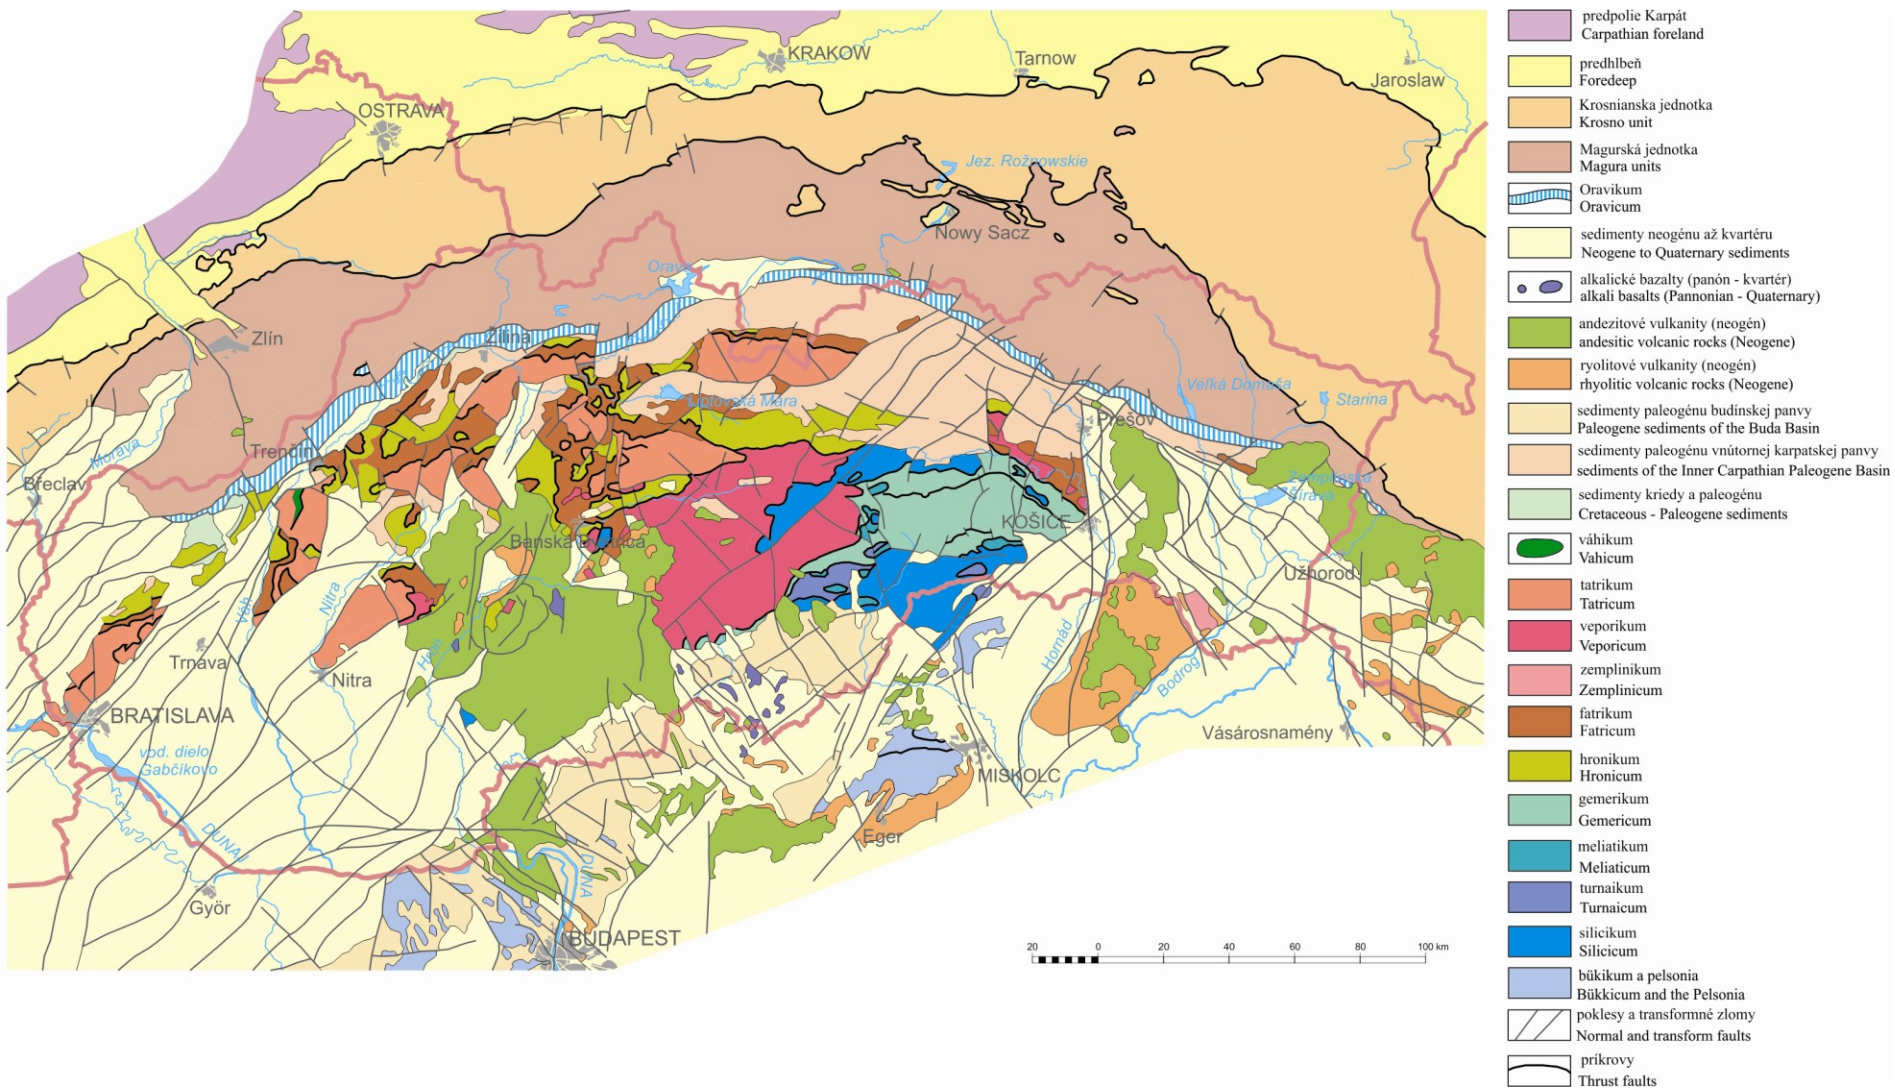 KRAKOW
Tarnow
Jaroslaw
OSTRAVA
Jez. Rožnowskie
Nowy Sacz
Orava
Zlín
Žilina
Liptovská Mara
Veľká Domaša
Starina
Prešov
Morava
Trenčín
Břeclav
Zemplínska
Šírava
KOŠICE
Banská Bystrica
Užhorod
Váh
Nitra
Hron
Hornád
Bodrog
Trnava
Nitra
BRATISLAVA
Vásárosnamény
vod. dielo
Gabčíkovo
MISKOLC
DUNAJ
Eger
DUNA
Györ
BUDAPEST
20 0 20 40 60 80 100 km
predpolie Karpát
Carpathian foreland
predhlbeň
Foredeep
Krosnianska jednotka
Krosno unit
Magurská jednotka
Magura units
Oravikum
Oravicum
sedimenty neogénu až kvartéru
Neogene to Quaternary sediments
alkalické bazalty (panón - kvartér)
alkali basalts (Pannonian - Quaternary)
andezitové vulkanity (neogén)
andesitic volcanic rocks (Neogene)
ryolitové vulkanity (neogén)
rhyolitic volcanic rocks (Neogene)
sedimenty paleogénu budínskej panvy
Paleogene sediments of the Buda Basin
sedimenty paleogénu vnútornej karpatskej panvy
sediments of the Inner Carpathian Paleogene Basin
sedimenty kriedy a paleogénu
Cretaceous - Paleogene sediments
váhikum
Vahicum
tatrikum
Tatricum
veporikum
Veporicum
zemplinikum
Zemplinicum
fatrikum
Fatricum
hronikum
Hronicum
gemerikum
Gemericum
meliatikum
Meliaticum
turnaikum
Turnaicum
silicikum
Silicicum
bükikum a pelsonia
Bükkicum and the Pelsonia
poklesy a transformné zlomy
Normal and transform faults
príkrovy
Thrust faults